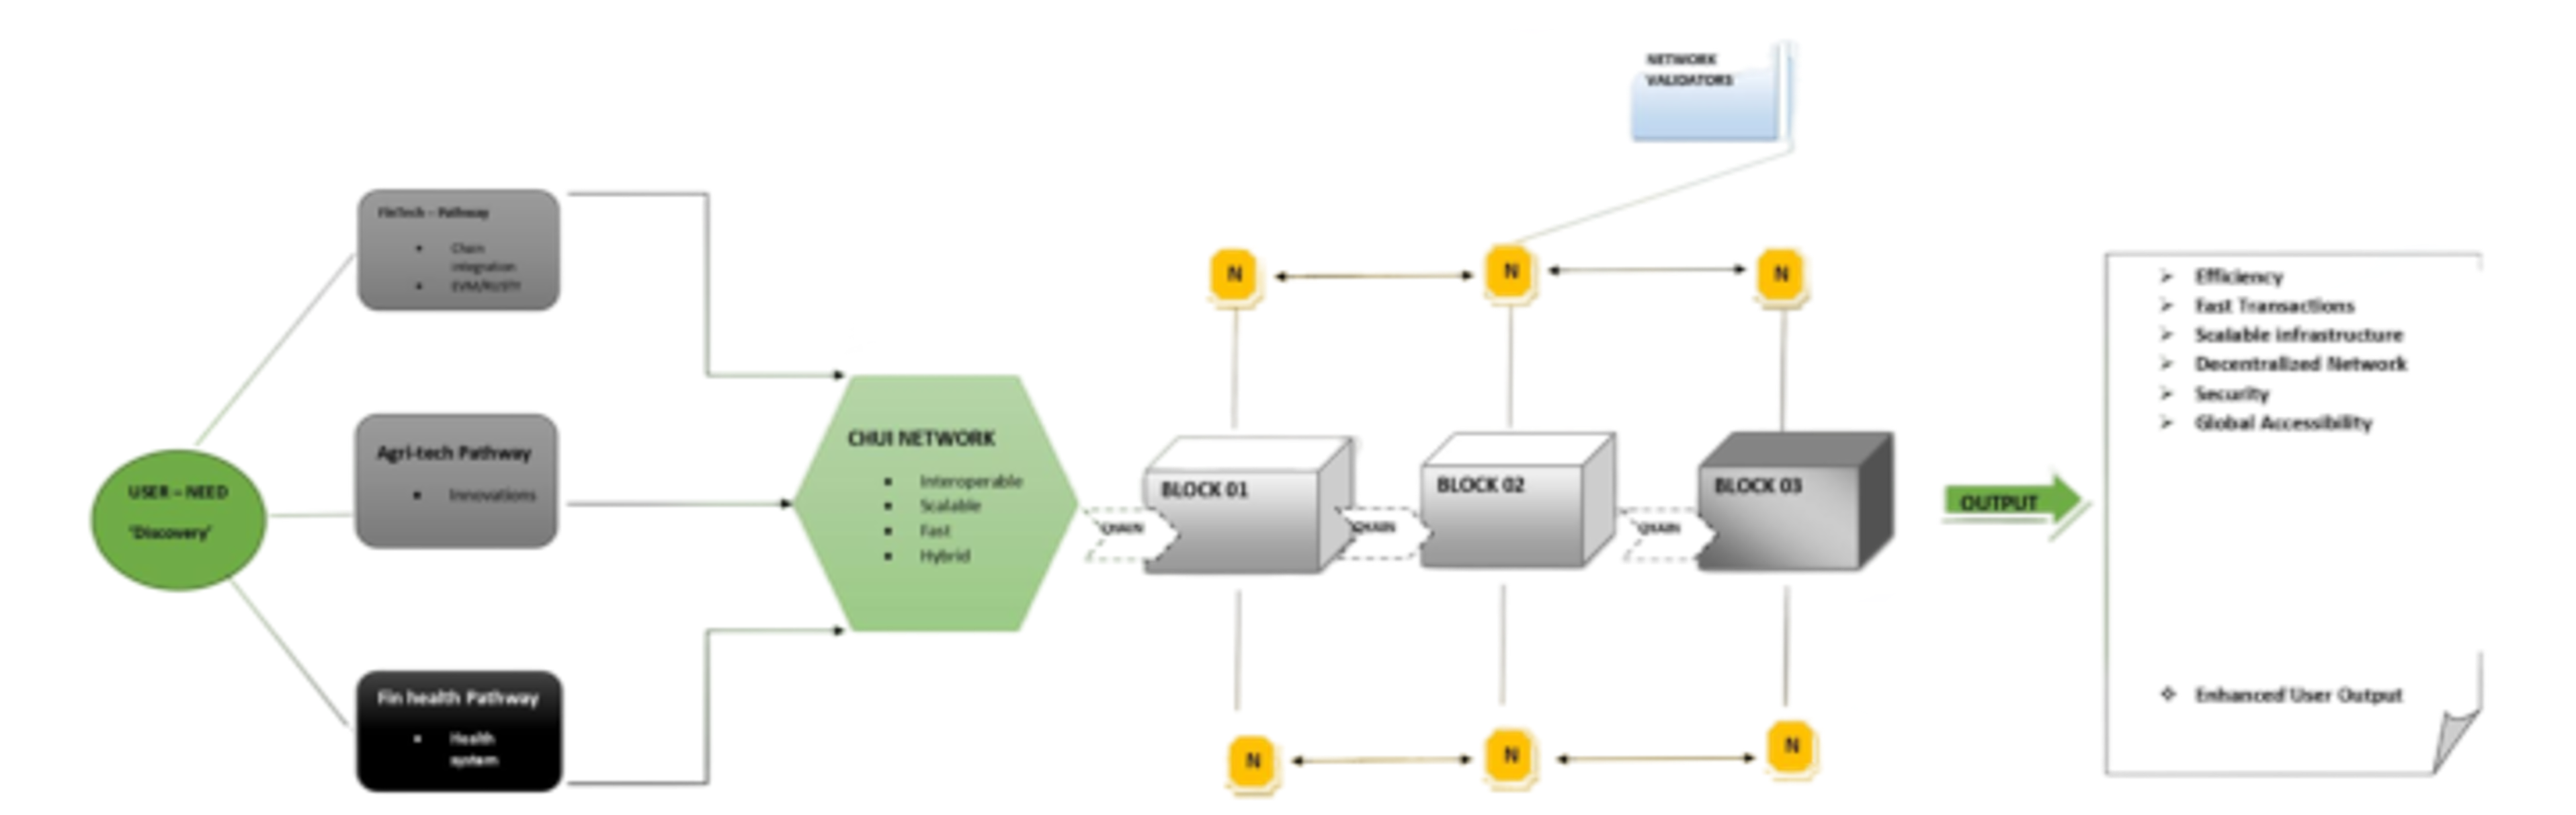 NETWORK
VALIDATORS
FinTech – Pathway
Chain
integration
N
N
N
Efficiency
Fast Transactions
Scalable infrastructure
Decentralized Network
Security
Global Accessibility
Agri-tech Pathway
Innovations
USER – NEED
'Discovery'
CHUI NETWORK
Interoperable
Scalable
Fast
Hybrid
CHAIN
BLOCK 01
CHAIN
BLOCK 02
CHAIN
BLOCK 03
OUTPUT
Fin health Pathway
Health
system
N
N
N
Enhanced User Output